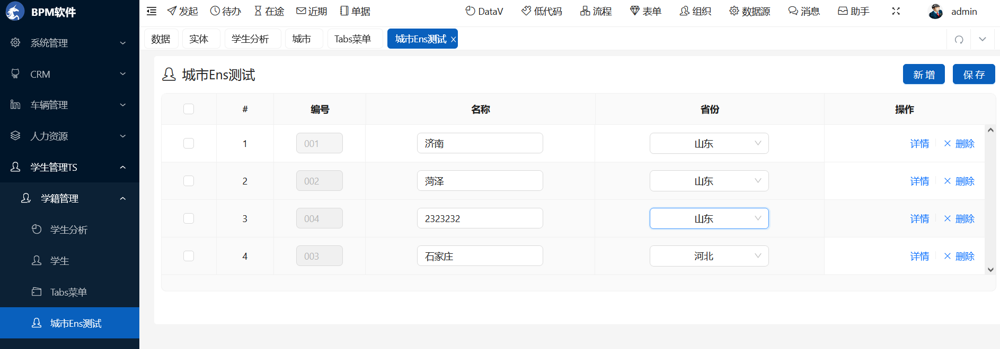 BPM软件
发起 待办 在途 近期 单据 DataV 低代码 流程 表单 组织 数据源 消息 助手 admin
系统管理
CRM
车辆管理
人力资源
学生管理TS
学籍管理
学生分析
学生
Tabs菜单
城市Ens测试
数据 实体 学生分析 城市 Tabs菜单 城市Ens测试
城市Ens测试 新增 保存
# 编号 名称 省份 操作
1 001 济南 山东 详情 删除
2 002 菏泽 山东 详情 删除
3 004 2323232 山东 详情 删除
4 003 石家庄 河北 详情 删除